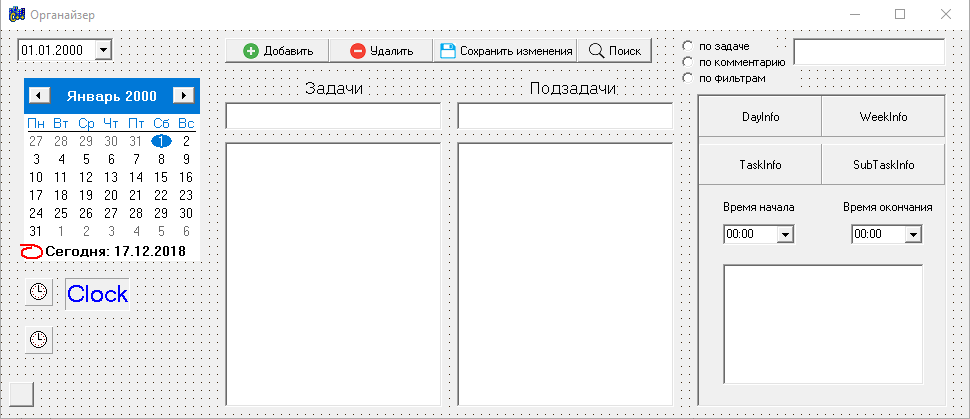 Органайзер
01.01.2000
Добавить
Удалить
Сохранить изменения
Поиск
по задаче
по комментарию
по фильтрам
Январь 2000
Пн Вт Ср Чт Пт Сб Вс
27 28 29 30 31 1 2
3 4 5 6 7 8 9
10 11 12 13 14 15 16
17 18 19 20 21 22 23
24 25 26 27 28 29 30
31 1 2 3 4 5 6
Сегодня: 17.12.2018
Clock
Задачи
Подзадачи
DayInfo
WeekInfo
TaskInfo
SubTaskInfo
Время начала
Время окончания
00:00
00:00